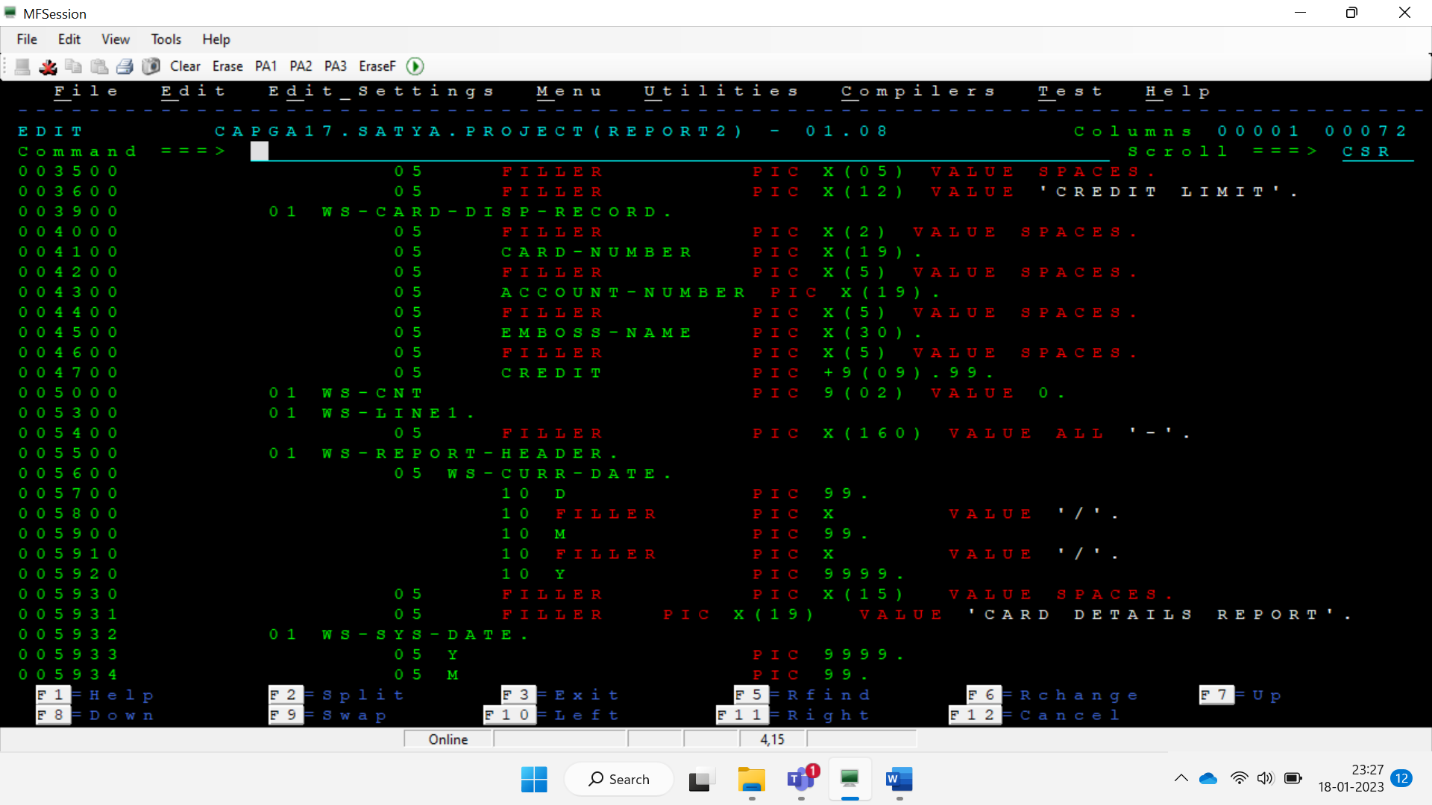 MFSession
File Edit View Tools Help
Clear Erase PA1 PA2 PA3 EraseF
File Edit Edit_Settings Menu Utilities Compilers Test Help
EDIT CAPGA17.SATYA.PROJECT(REPORT2) - 01.08 Columns 00001 00072
Command ===> Scroll ===> CSR
003500 05 FILLER PIC X(05) VALUE SPACES.
003600 05 FILLER PIC X(12) VALUE 'CREDIT LIMIT'.
003900 01 WS-CARD-DISP-RECORD.
004000 05 FILLER PIC X(2) VALUE SPACES.
004100 05 CARD-NUMBER PIC X(19).
004200 05 FILLER PIC X(5) VALUE SPACES.
004300 05 ACCOUNT-NUMBER PIC X(19).
004400 05 FILLER PIC X(5) VALUE SPACES.
004500 05 EMBOSS-NAME PIC X(30).
004600 05 FILLER PIC X(5) VALUE SPACES.
004700 05 CREDIT PIC +9(09).99.
005000 01 WS-CNT PIC 9(02) VALUE 0.
005300 01 WS-LINE1.
005400 05 FILLER PIC X(160) VALUE ALL '-'.
005500 01 WS-REPORT-HEADER.
005600 05 WS-CURR-DATE.
005700 10 D PIC 99.
005800 10 FILLER PIC X VALUE '/'.
005900 10 M PIC 99.
005910 10 FILLER PIC X VALUE '/'.
005920 10 Y PIC 9999.
005930 05 FILLER PIC X(15) VALUE SPACES.
005931 05 FILLER PIC X(19) VALUE 'CARD DETAILS REPORT'.
005932 01 WS-SYS-DATE.
005933 05 Y PIC 9999.
005934 05 M PIC 99.
F1=Help F2=Split F3=Exit F5=Rfind F6=Rchange F7=Up
F8=Down F9=Swap F10=Left F11=Right F12=Cancel
Online 4,15
Search 1 W 23:27
18-01-2023 12